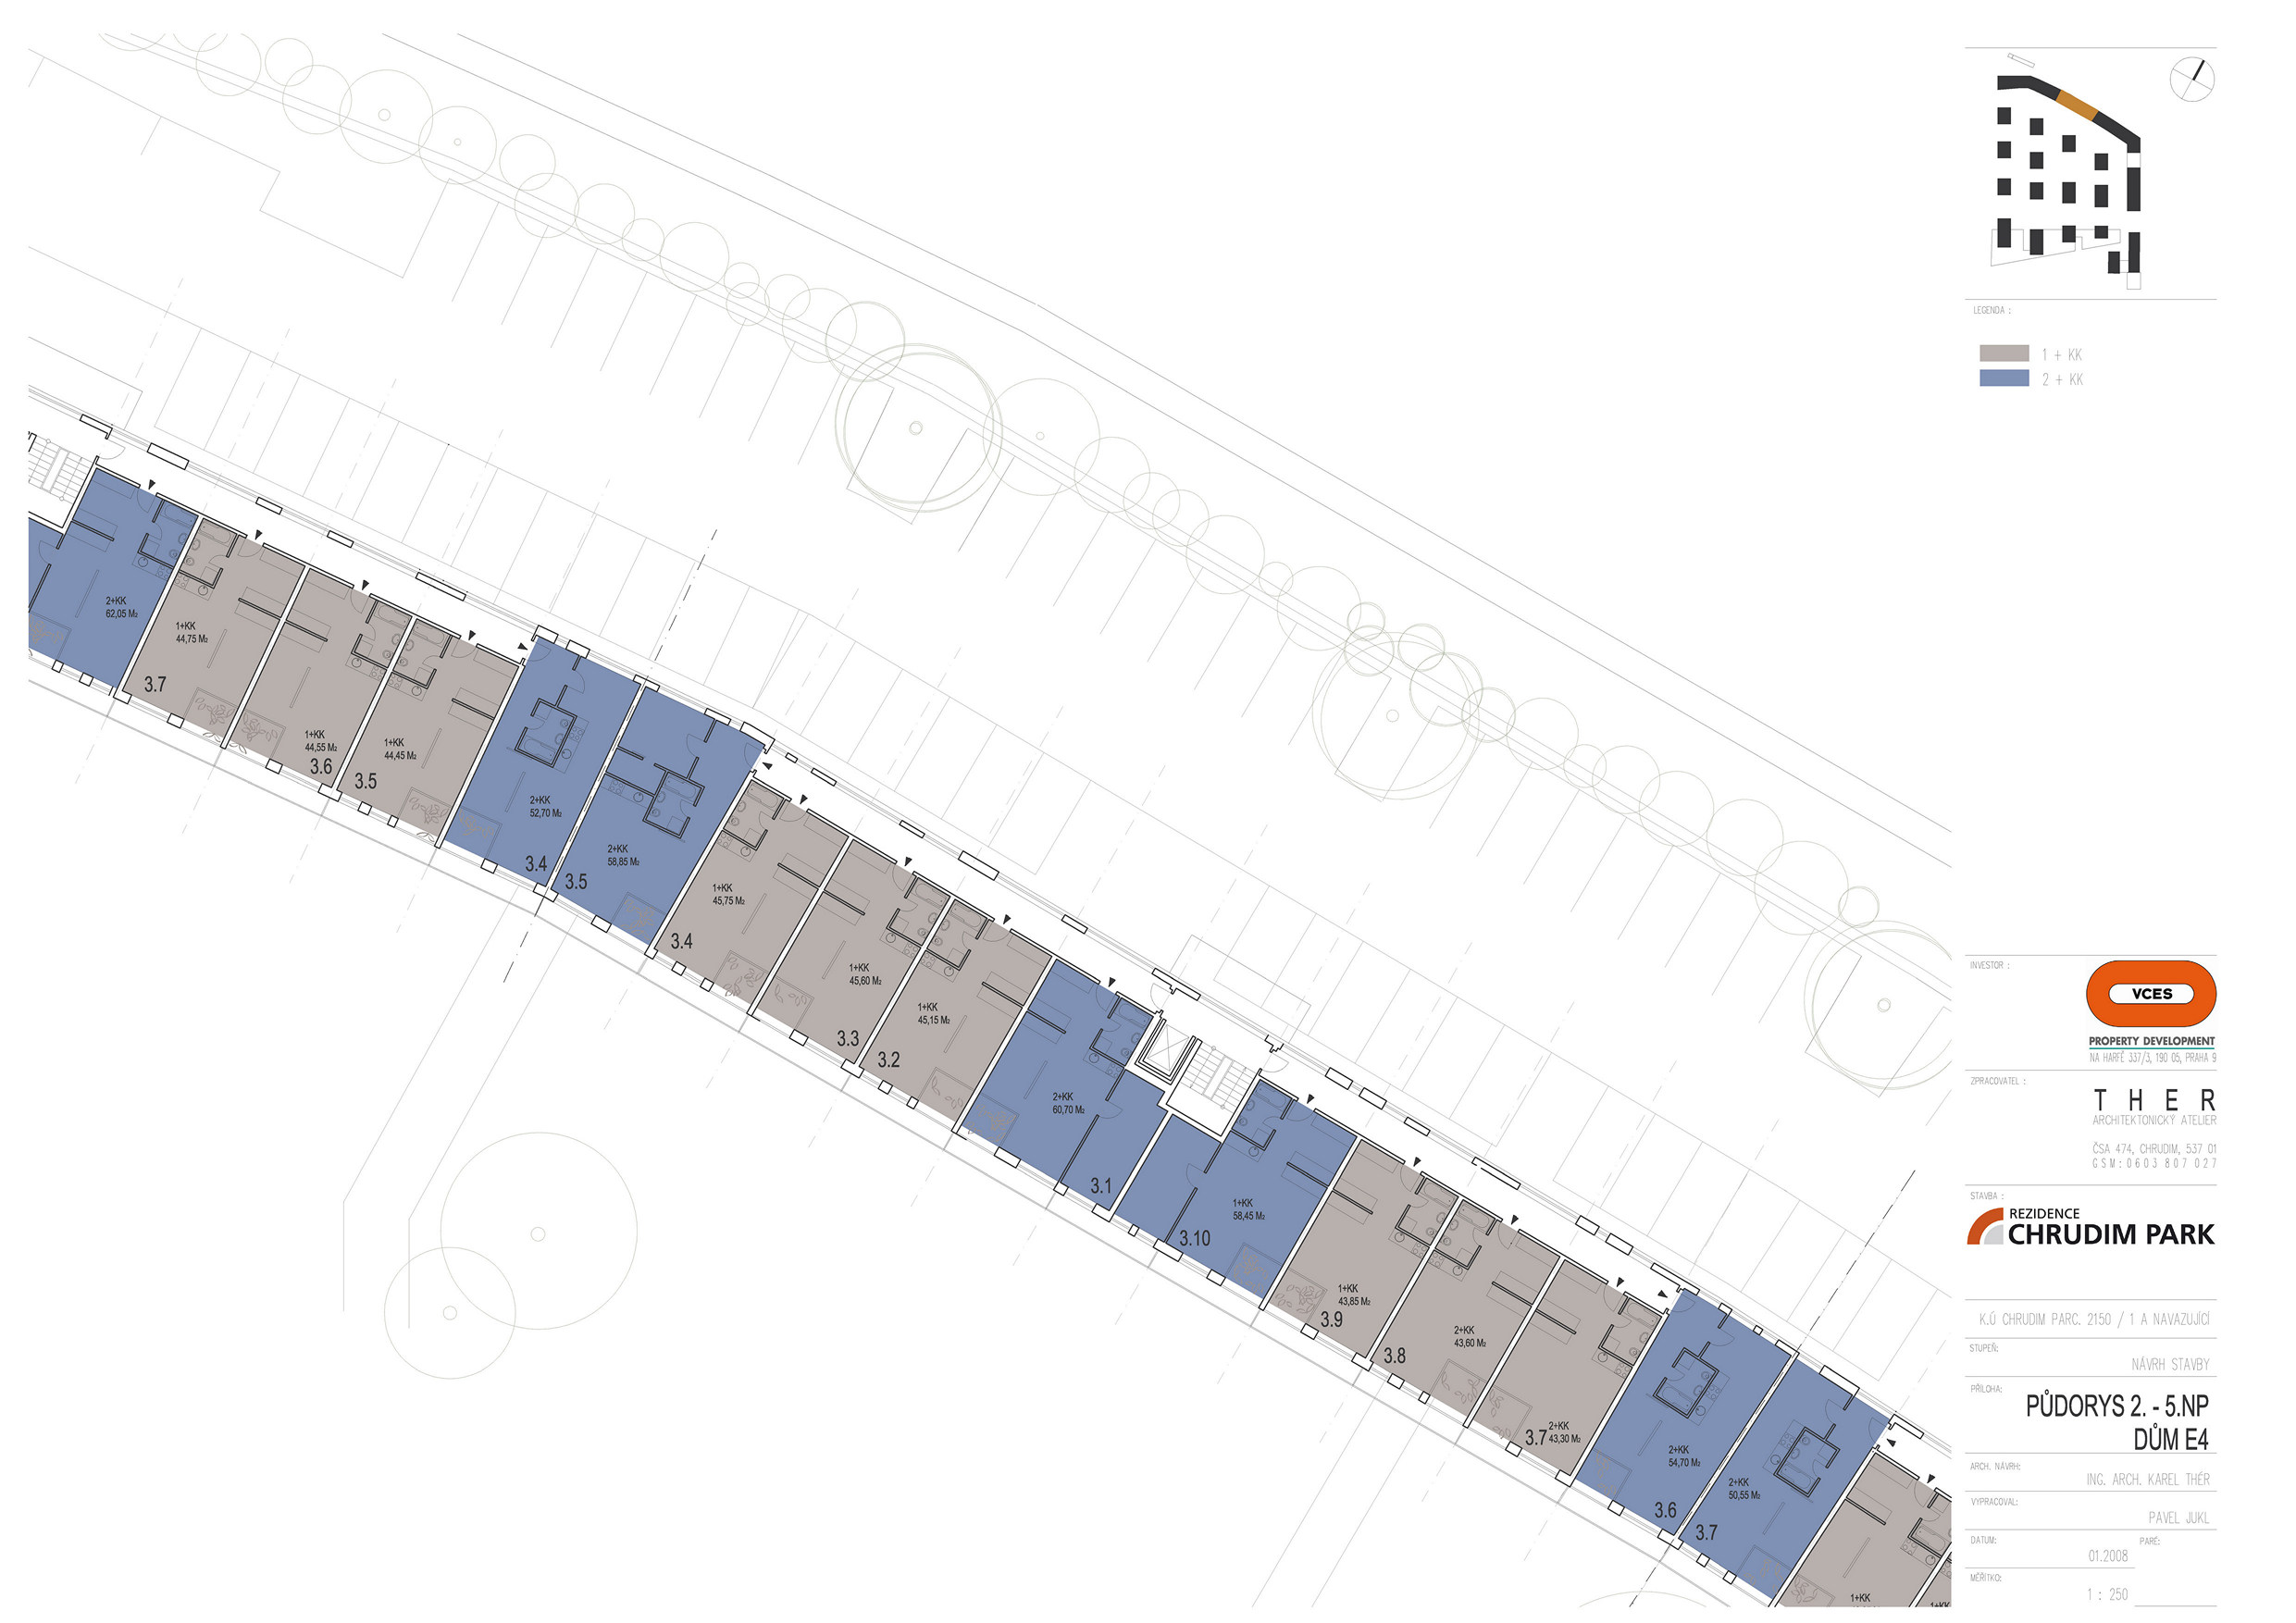 2+KK
62,05 M2
1+KK
44,75 M2
3.7
1+KK
44,55 M2
3.6
1+KK
44,45 M2
3.5
2+KK
52,70 M2
3.4
2+KK
58,85 M2
3.5
1+KK
45,75 M2
3.4
1+KK
45,60 M2
3.3
1+KK
45,15 M2
3.2
2+KK
60,70 M2
3.1
1+KK
58,45 M2
3.10
1+KK
43,85 M2
3.9
2+KK
43,60 M2
3.8
2+KK
43,30 M2
3.7
2+KK
54,70 M2
3.6
2+KK
50,55 M2
3.7
1+KK
1+KK
LEGENDA :
1 + KK
2 + KK
INVESTOR :
VCES
PROPERTY DEVELOPMENT
NA HARFĚ 337/3, 190 05, PRAHA 9
ZPRACOVATEL :
T H E R
ARCHITEKTONICKÝ ATELIER
ČSA 474, CHRUDIM, 537 01
GSM:0603 807 027
STAVBA :
REZIDENCE
CHRUDIM PARK
K.Ú CHRUDIM PARC. 2150 / 1 A NAVAZUJÍCÍ
STUPEŇ:
NÁVRH STAVBY
PŘÍLOHA:
PŮDORYS 2. - 5.NP
DŮM E4
ARCH. NÁVRH:
ING. ARCH. KAREL THÉR
VYPRACOVAL:
PAVEL JUKL
DATUM:
PARÉ:
01.2008
MĚŘÍTKO:
1 : 250